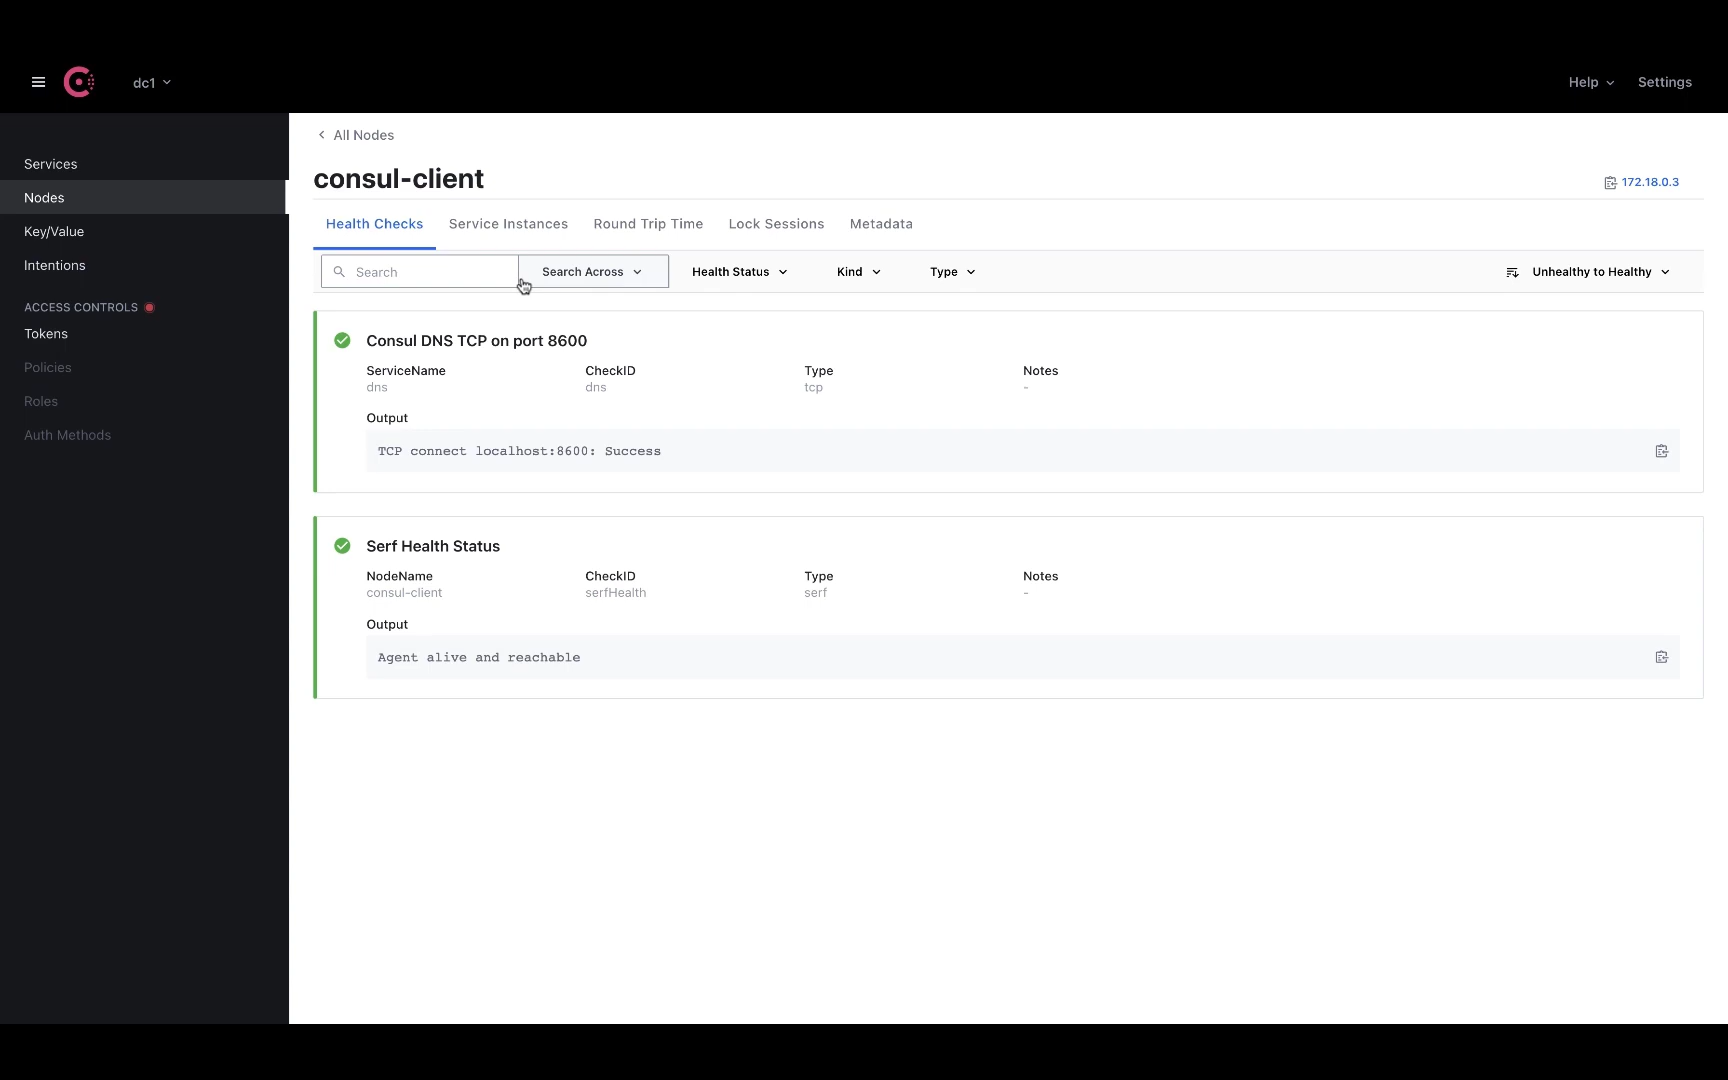 dc1
Help
Settings
Services
Nodes
Key/Value
Intentions
ACCESS CONTROLS
Tokens
Policies
Roles
Auth Methods
All Nodes
consul-client
172.18.0.3
Health Checks
Service Instances
Round Trip Time
Lock Sessions
Metadata
Search
Search Across
Health Status
Kind
Type
Unhealthy to Healthy
Consul DNS TCP on port 8600
ServiceName
dns
CheckID
dns
Type
tcp
Notes
-
Output
TCP connect localhost:8600: Success
Serf Health Status
NodeName
consul-client
CheckID
serfHealth
Type
serf
Notes
-
Output
Agent alive and reachable